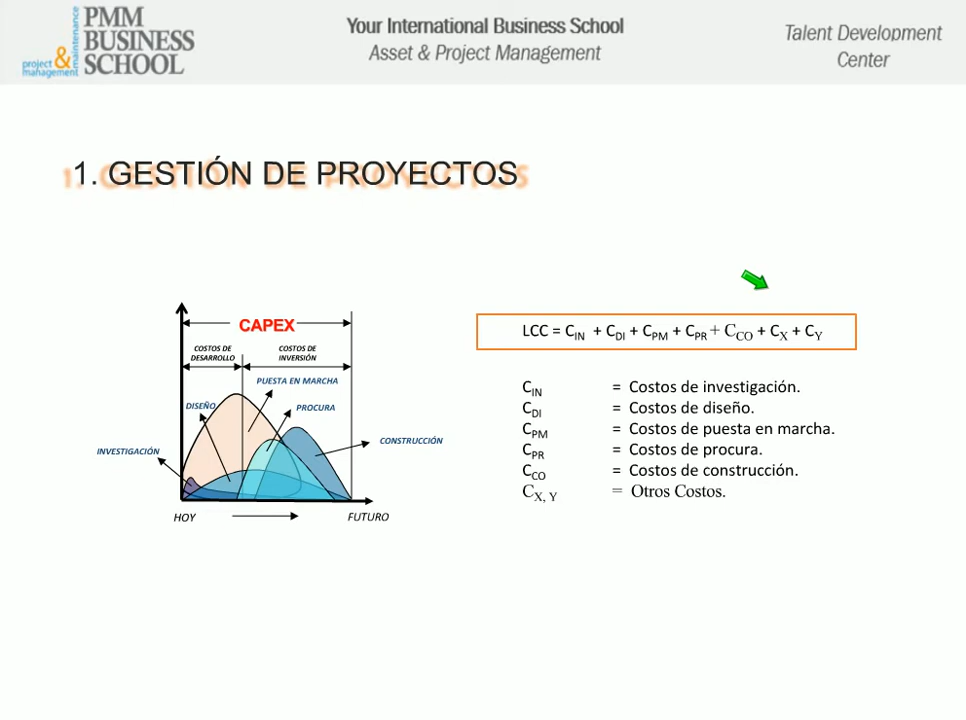 PMM
BUSINESS
SCHOOL
project
&
management
maintenance
Your International Business School
Asset & Project Management
Talent Development
Center
1. GESTIÓN DE PROYECTOS
CAPEX
COSTOS DE
DESARROLLO
COSTOS DE
INVERSIÓN
PUESTA EN MARCHA
DISEÑO
PROCURA
CONSTRUCCIÓN
INVESTIGACIÓN
HOY
FUTURO
LCC = C_IN + C_DI + C_PM + C_PR + C_CO + C_X + C_Y
C_IN = Costos de investigación.
C_DI = Costos de diseño.
C_PM = Costos de puesta en marcha.
C_PR = Costos de procura.
C_CO = Costos de construcción.
C_X, Y = Otros Costos.